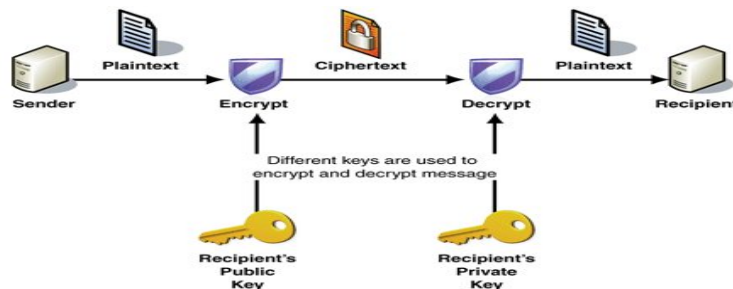 Plaintext
Ciphertext
Plaintext
Sender
Encrypt
Decrypt
Recipient
Different keys are used to
encrypt and decrypt message
Recipient's
Public
Key
Recipient's
Private
Key